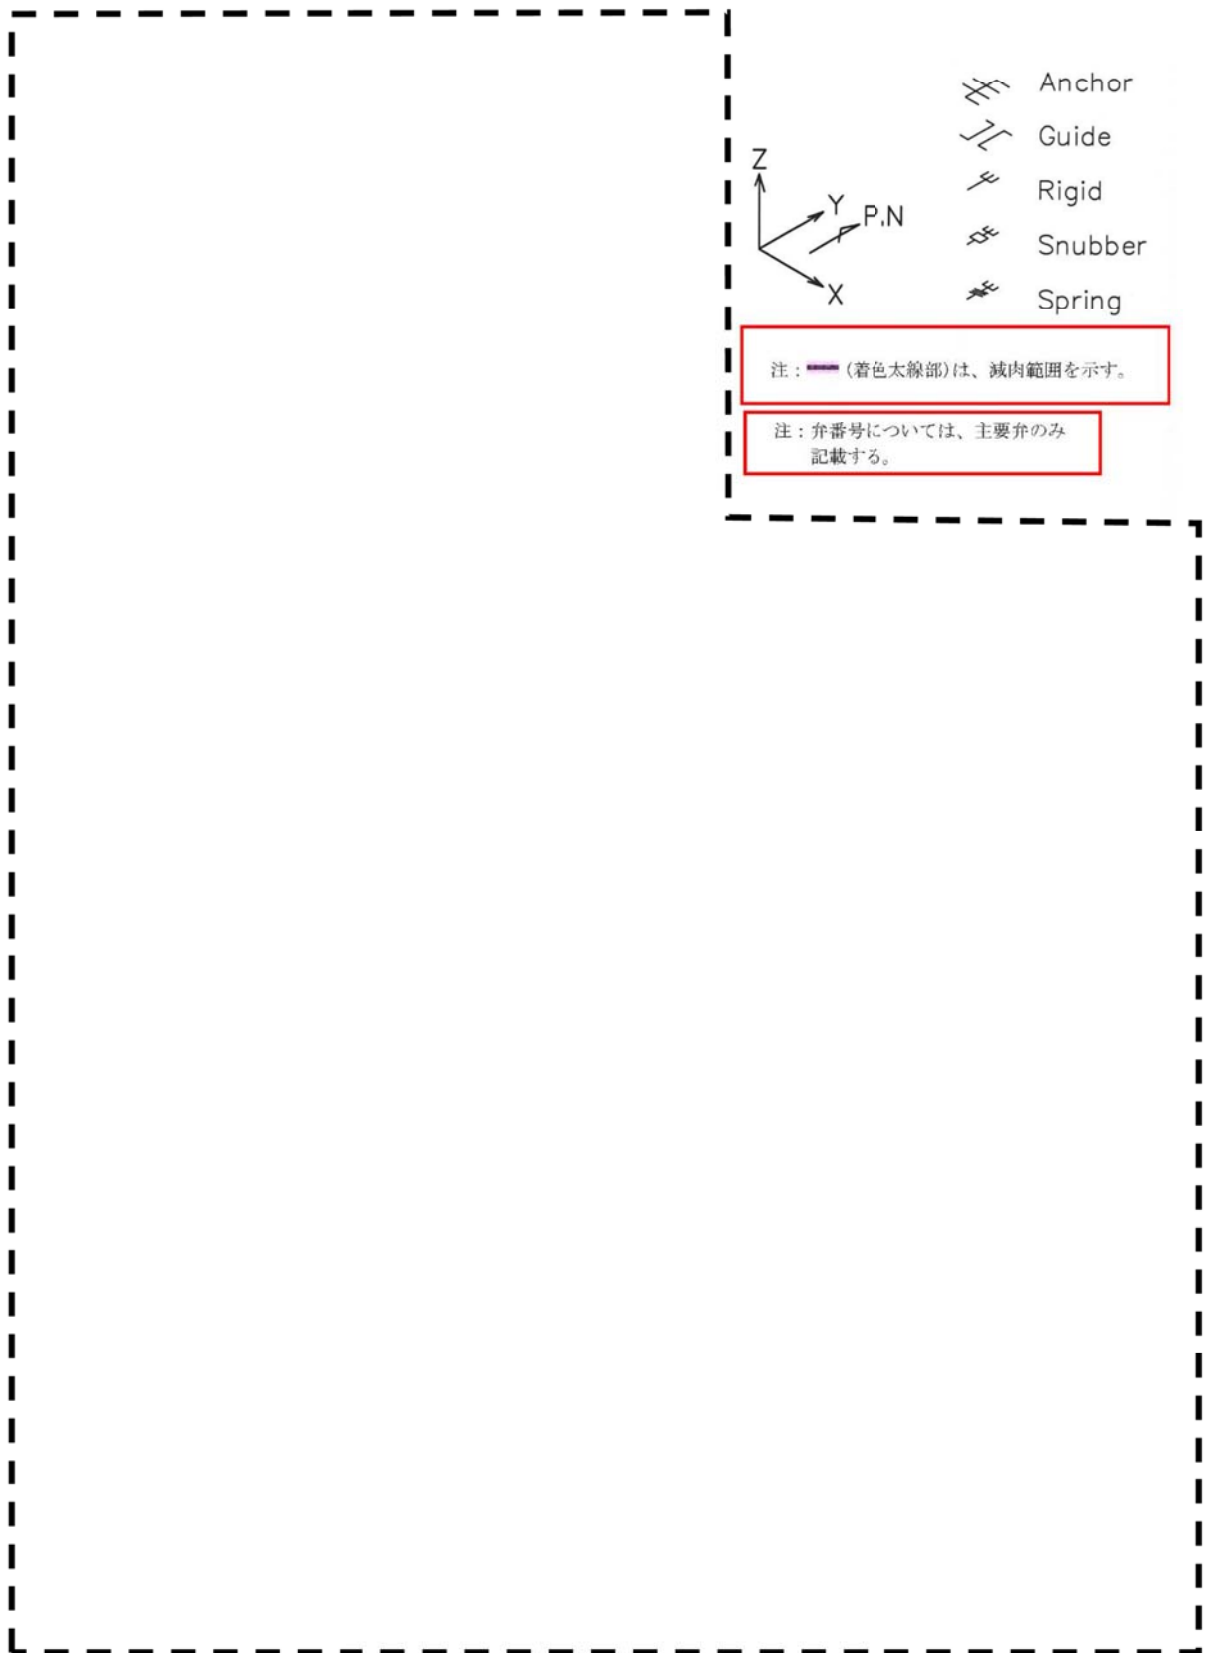 Anchor
Guide
Rigid
Snubber
Spring
Z
Y
P.N
X
注：（着色太線部）は、減肉範囲を示す。
注：弁番号については、主要弁のみ
記載する。